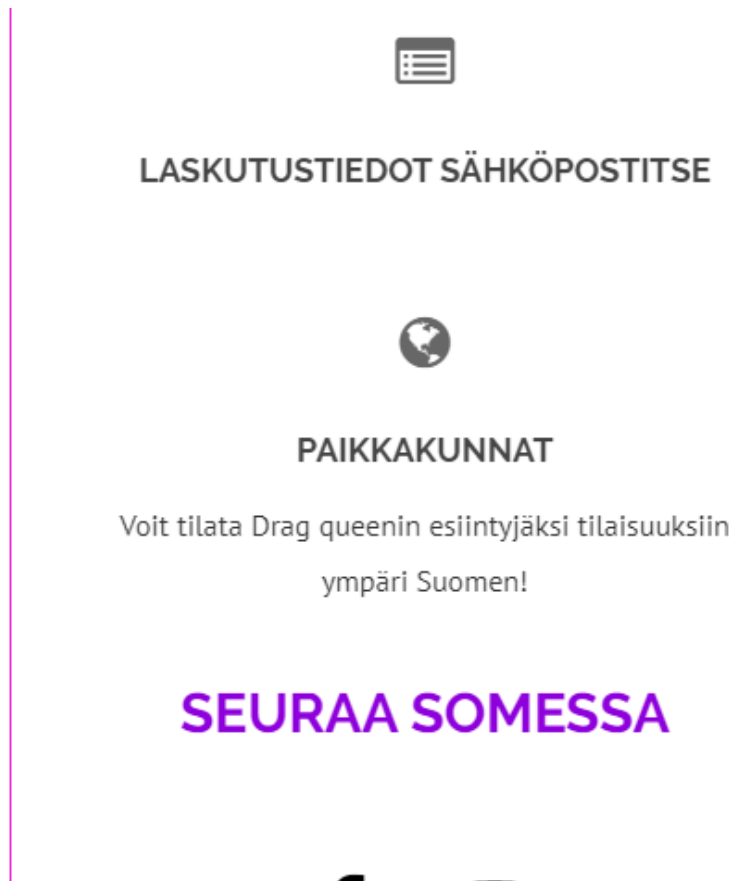 LASKUTUSTIEDOT SÄHKÖPOSTITSE
PAIKKAKUNNAT
Voit tilata Drag queenin esiintyjäksi tilaisuuksiin
ympäri Suomen!
SEURAA SOMESSA